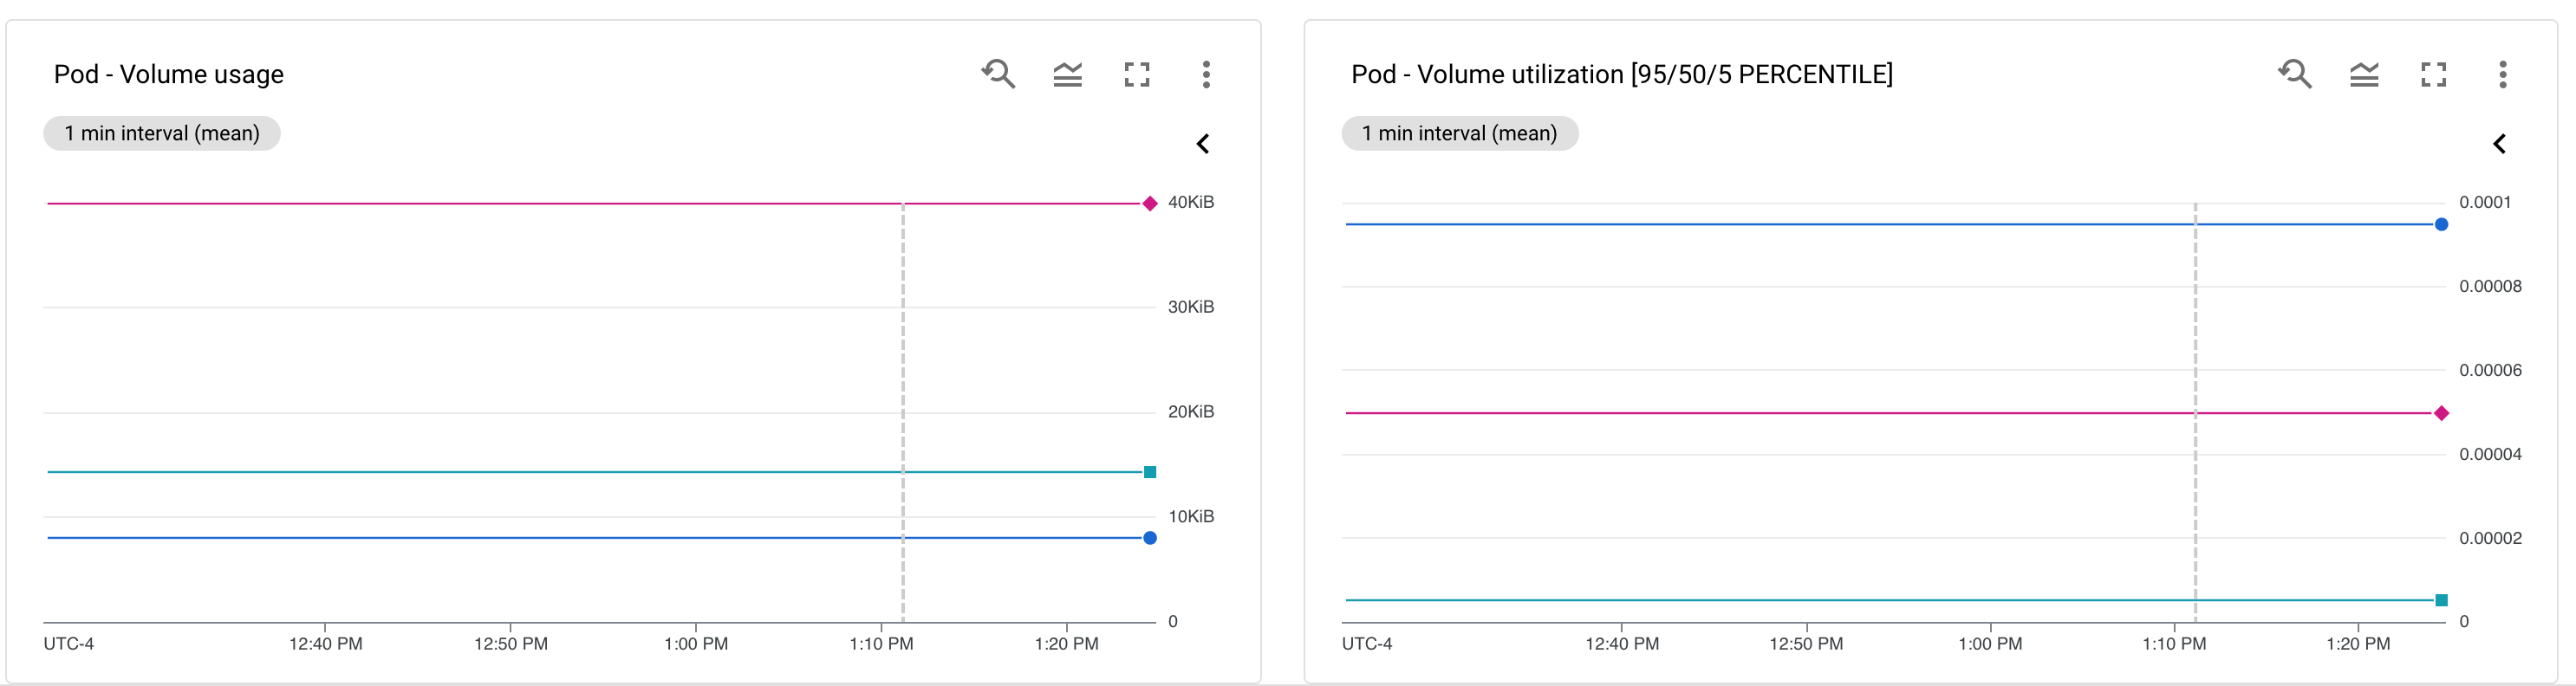 Pod - Volume usage
1 min interval (mean)
40KiB
30KiB
20KiB
10KiB
0
UTC-4 12:40 PM 12:50 PM 1:00 PM 1:10 PM 1:20 PM
Pod - Volume utilization [95/50/5 PERCENTILE]
1 min interval (mean)
0.0001
0.00008
0.00006
0.00004
0.00002
0
UTC-4 12:40 PM 12:50 PM 1:00 PM 1:10 PM 1:20 PM